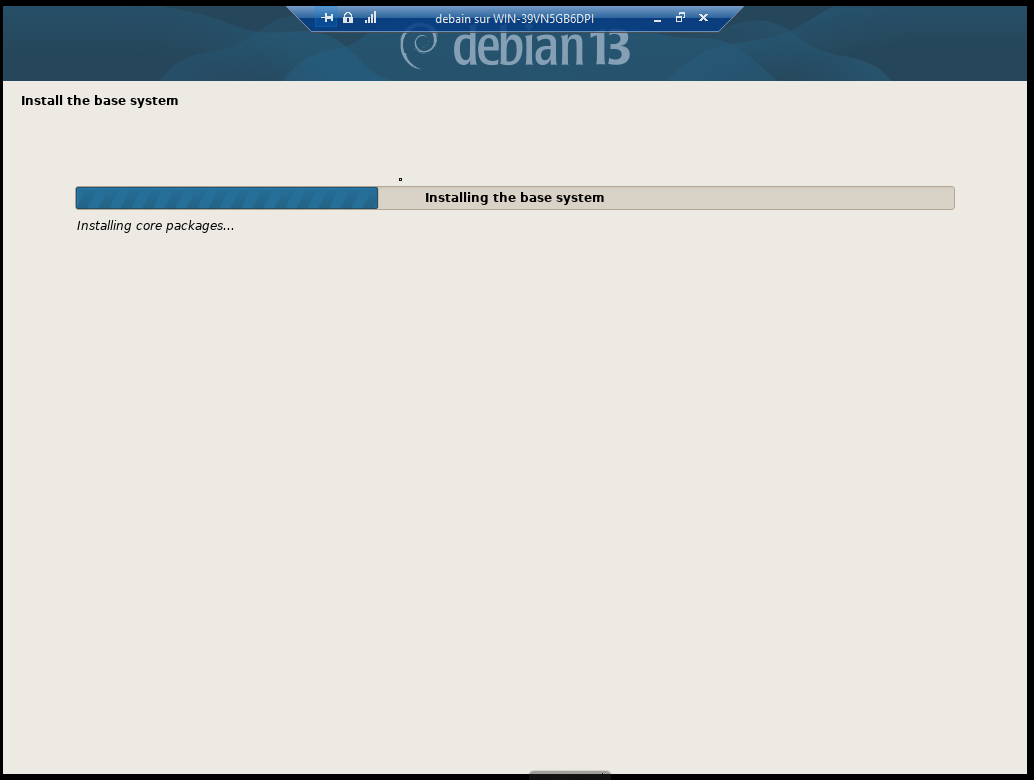 debain sur WIN-39VN5GB6DPI
debian 13
Install the base system
Installing the base system
Installing core packages...